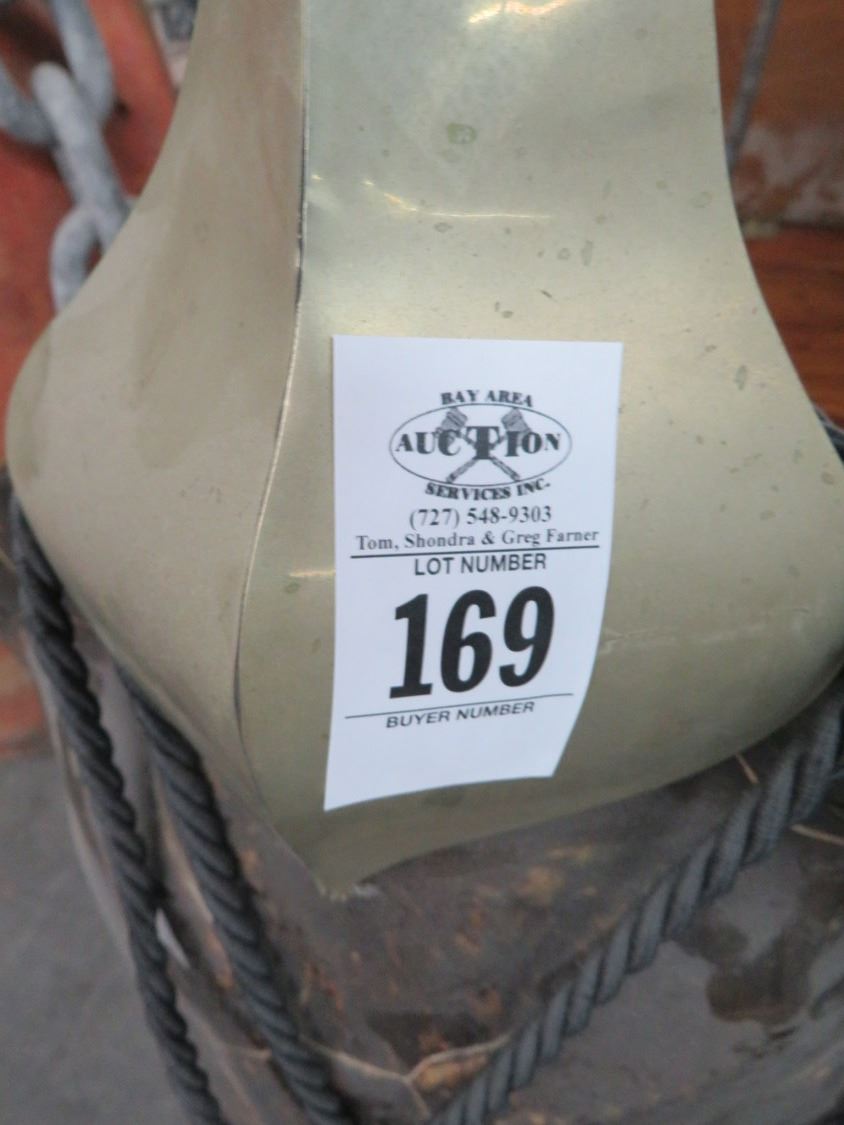 BAY AREA
AUCTION
SERVICES INC.
(727) 548-9303
Tom, Shondra & Greg Farner
LOT NUMBER
169
BUYER NUMBER